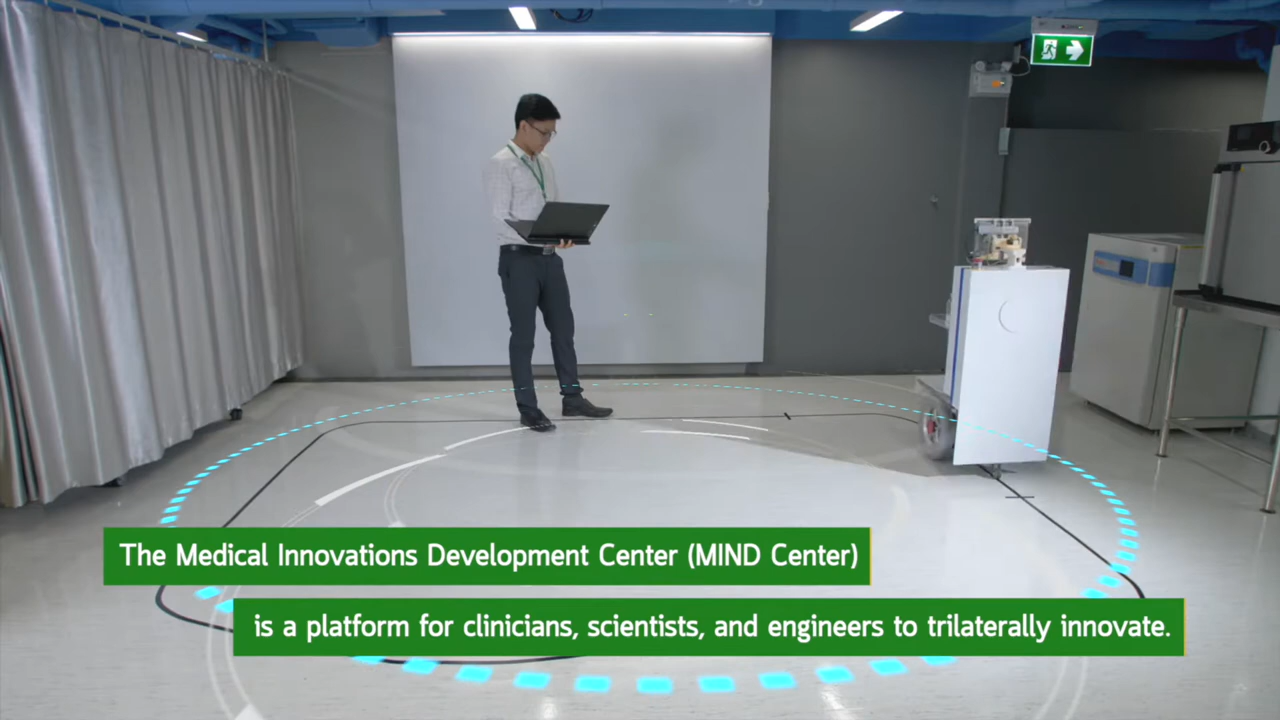 The Medical Innovations Development Center (MIND Center)
is a platform for clinicians, scientists, and engineers to trilaterally innovate.